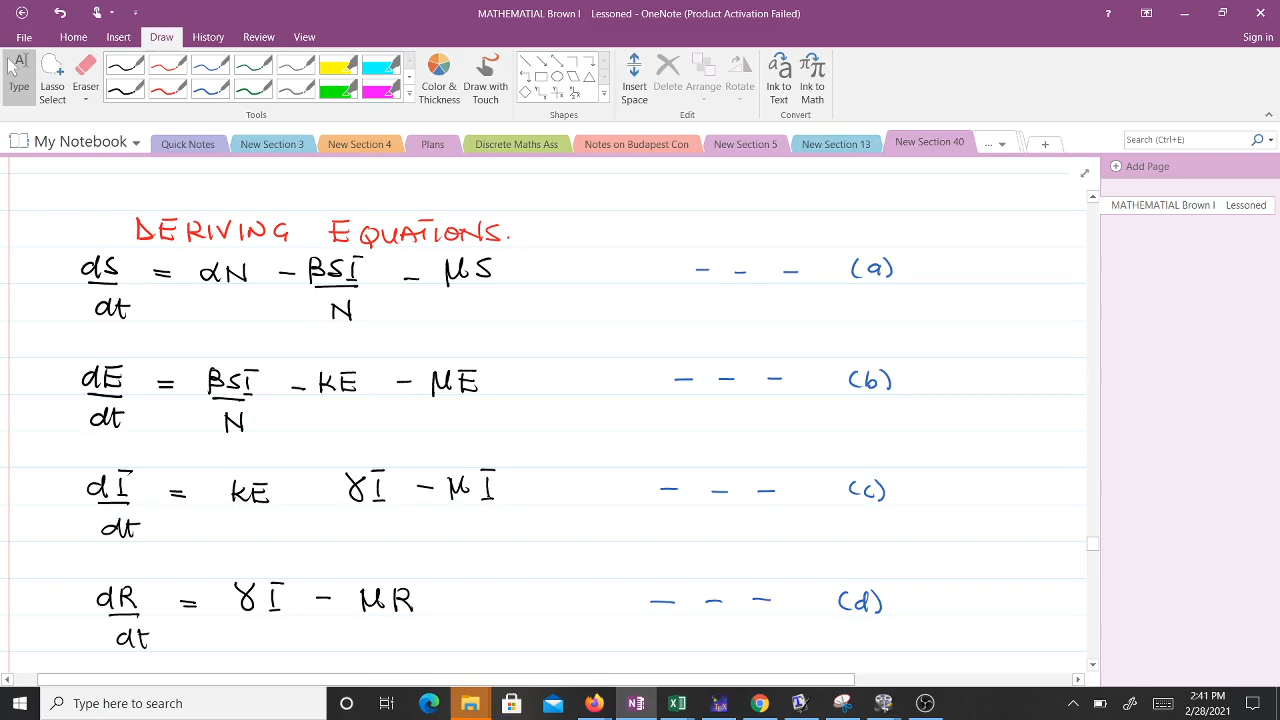 MATHEMATIAL Brown I Lessoned - OneNote (Product Activation Failed)
File Home Insert Draw History Review View
Type Lasso Select Eraser Color & Thickness Draw with Touch Insert Space Delete Arrange Rotate Ink to Text Ink to Math
Tools Shapes Edit Convert
My Notebook Quick Notes New Section 3 New Section 4 Plans Discrete Maths Ass Notes on Budapest Con New Section 5 New Section 13 New Section 40 ... Search (Ctrl+E)
Add Page
MATHEMATIAL Brown I Lessoned
DERIVING EQUATIONS.
dS/dt = αN - βSI/N - μS - - - (a)
dE/dt = βSI/N - kE - μE - - - (b)
dI/dt = kE γI - μI - - - (c)
dR/dt = γI - μR - - - (d)
Type here to search
2:41 PM
2/28/2021